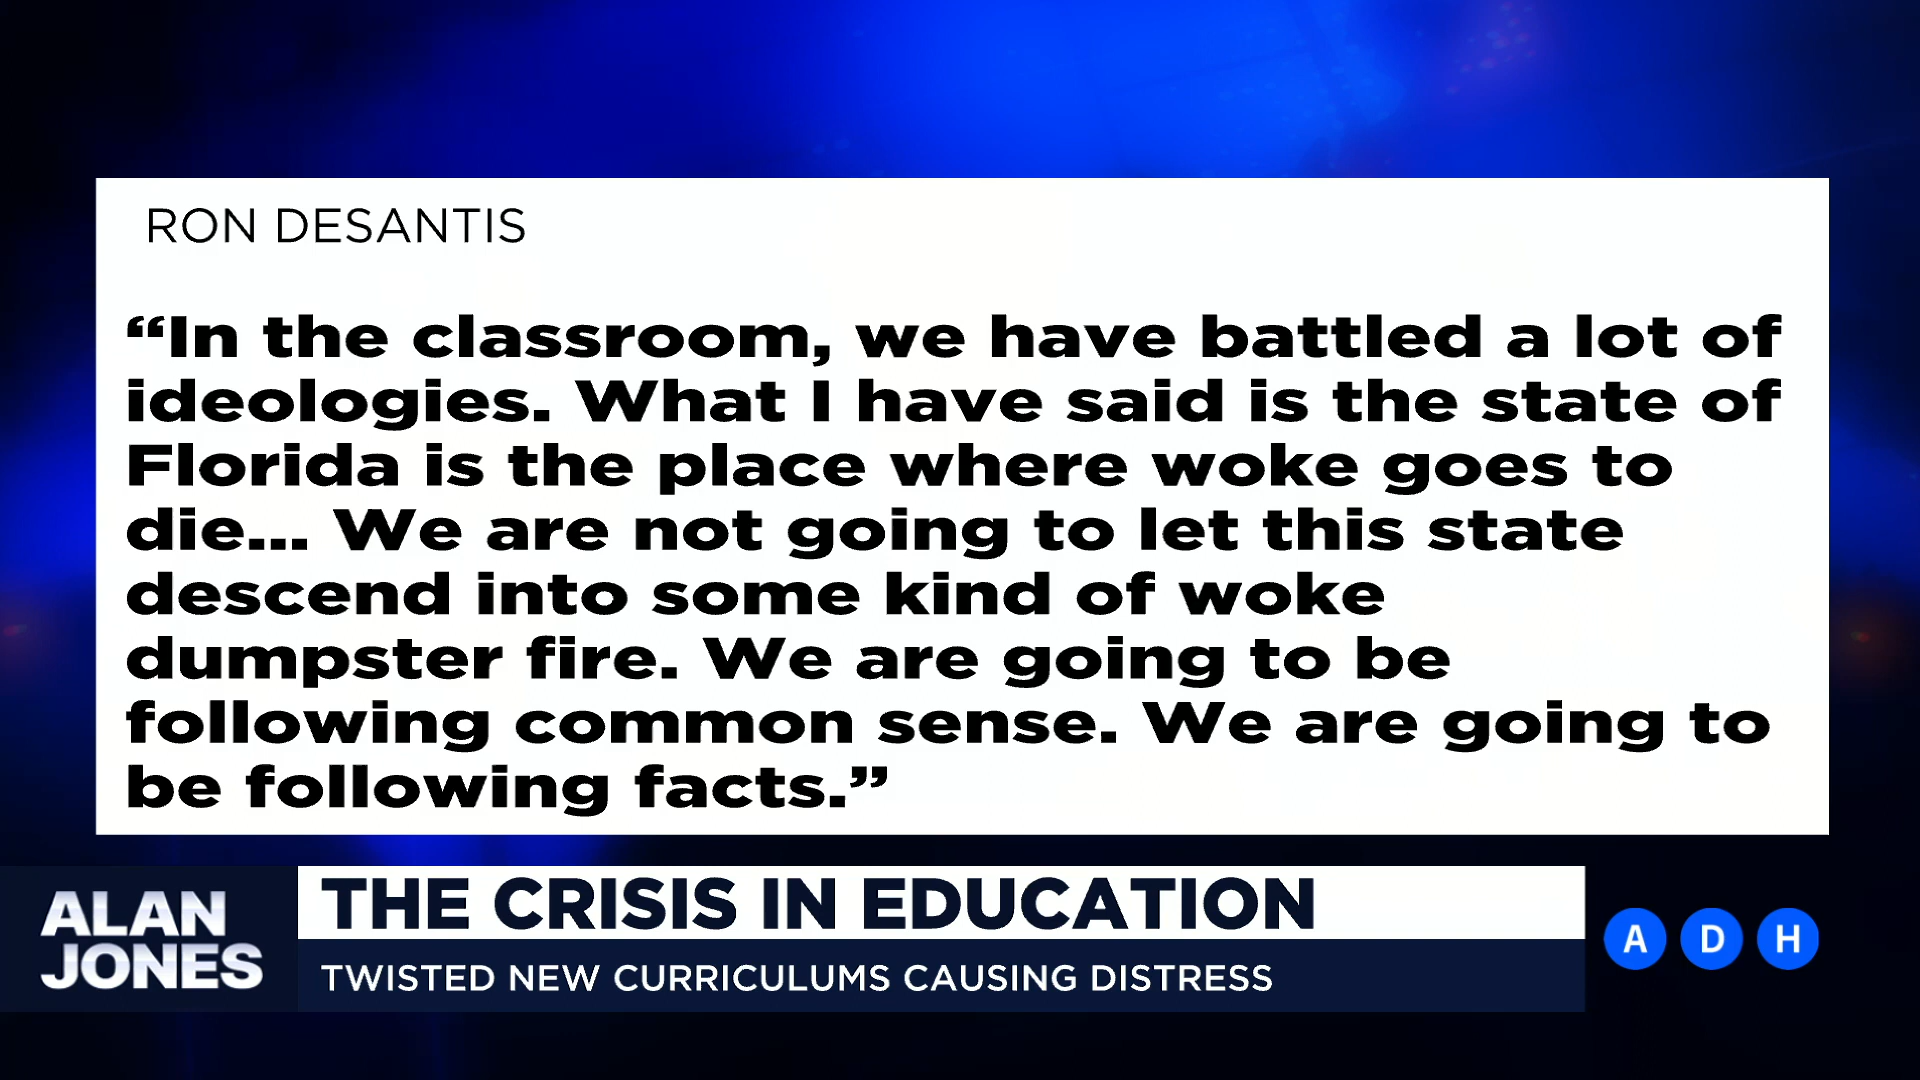 RON DESANTIS
“In the classroom, we have battled a lot of
ideologies. What I have said is the state of
Florida is the place where woke goes to
die... We are not going to let this state
descend into some kind of woke
dumpster fire. We are going to be
following common sense. We are going to
be following facts.”
ALAN
JONES
THE CRISIS IN EDUCATION
TWISTED NEW CURRICULUMS CAUSING DISTRESS
A D H